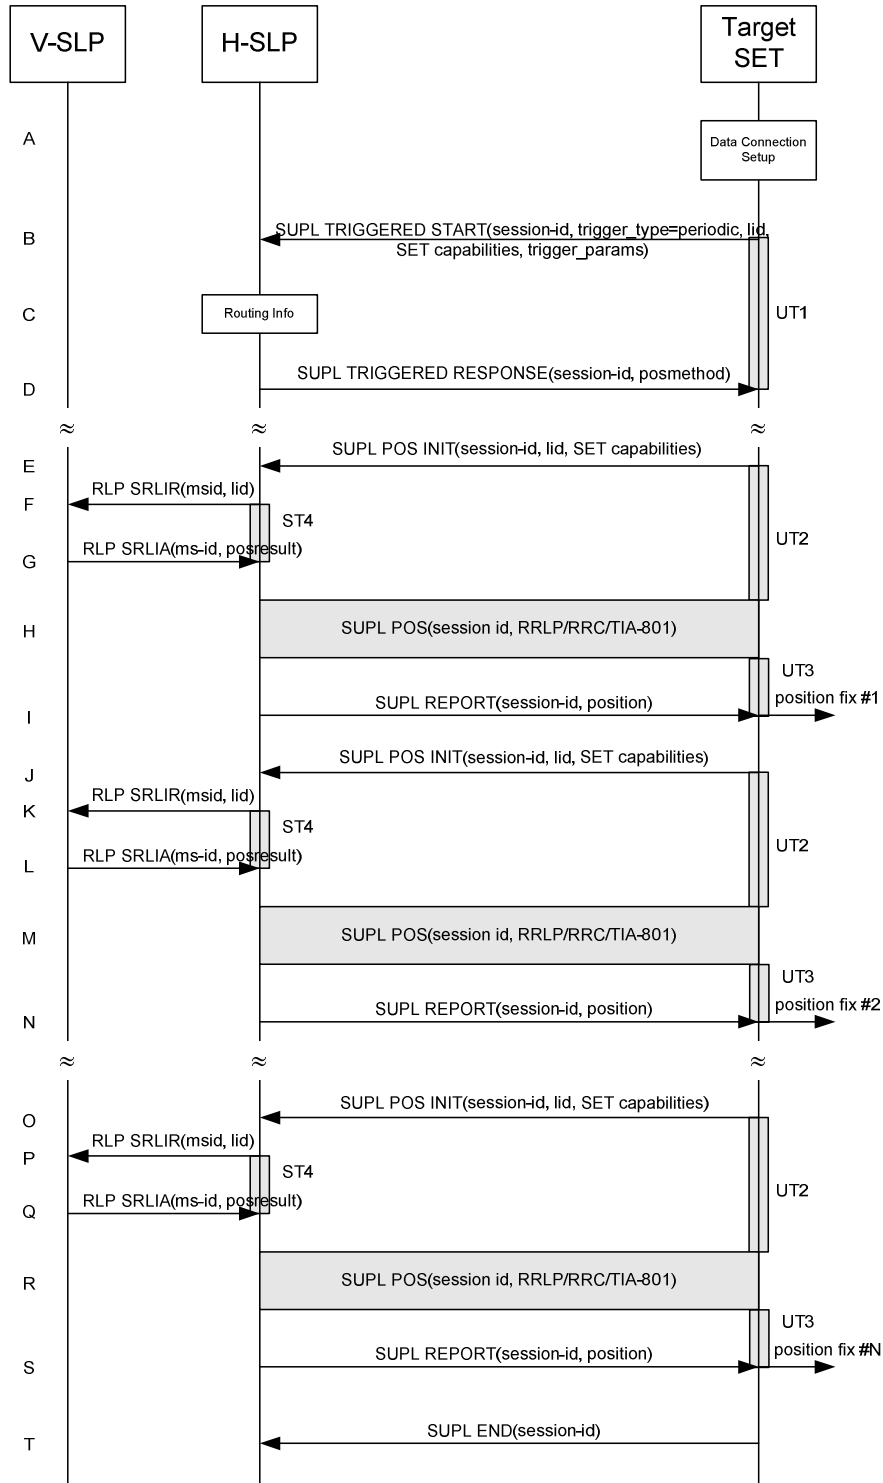 V-SLP
H-SLP
Target
SET
A
Data Connection
Setup
B
SUPL TRIGGERED START(session-id, trigger_type=periodic, lid,
SET capabilities, trigger_params)
C
Routing Info
UT1
D
SUPL TRIGGERED RESPONSE(session-id, posmethod)
≈ ≈ ≈
E
SUPL POS INIT(session-id, lid, SET capabilities)
F
RLP SRLIR(msid, lid)
ST4
UT2
G
RLP SRLIA(ms-id, posresult)
H
SUPL POS(session id, RRLP/RRC/TIA-801)
UT3
position fix #1
I
SUPL REPORT(session-id, position)
J
SUPL POS INIT(session-id, lid, SET capabilities)
K
RLP SRLIR(msid, lid)
ST4
UT2
L
RLP SRLIA(ms-id, posresult)
M
SUPL POS(session id, RRLP/RRC/TIA-801)
UT3
position fix #2
N
SUPL REPORT(session-id, position)
≈ ≈ ≈
O
SUPL POS INIT(session-id, lid, SET capabilities)
P
RLP SRLIR(msid, lid)
ST4
UT2
Q
RLP SRLIA(ms-id, posresult)
R
SUPL POS(session id, RRLP/RRC/TIA-801)
UT3
position fix #N
S
SUPL REPORT(session-id, position)
T
SUPL END(session-id)